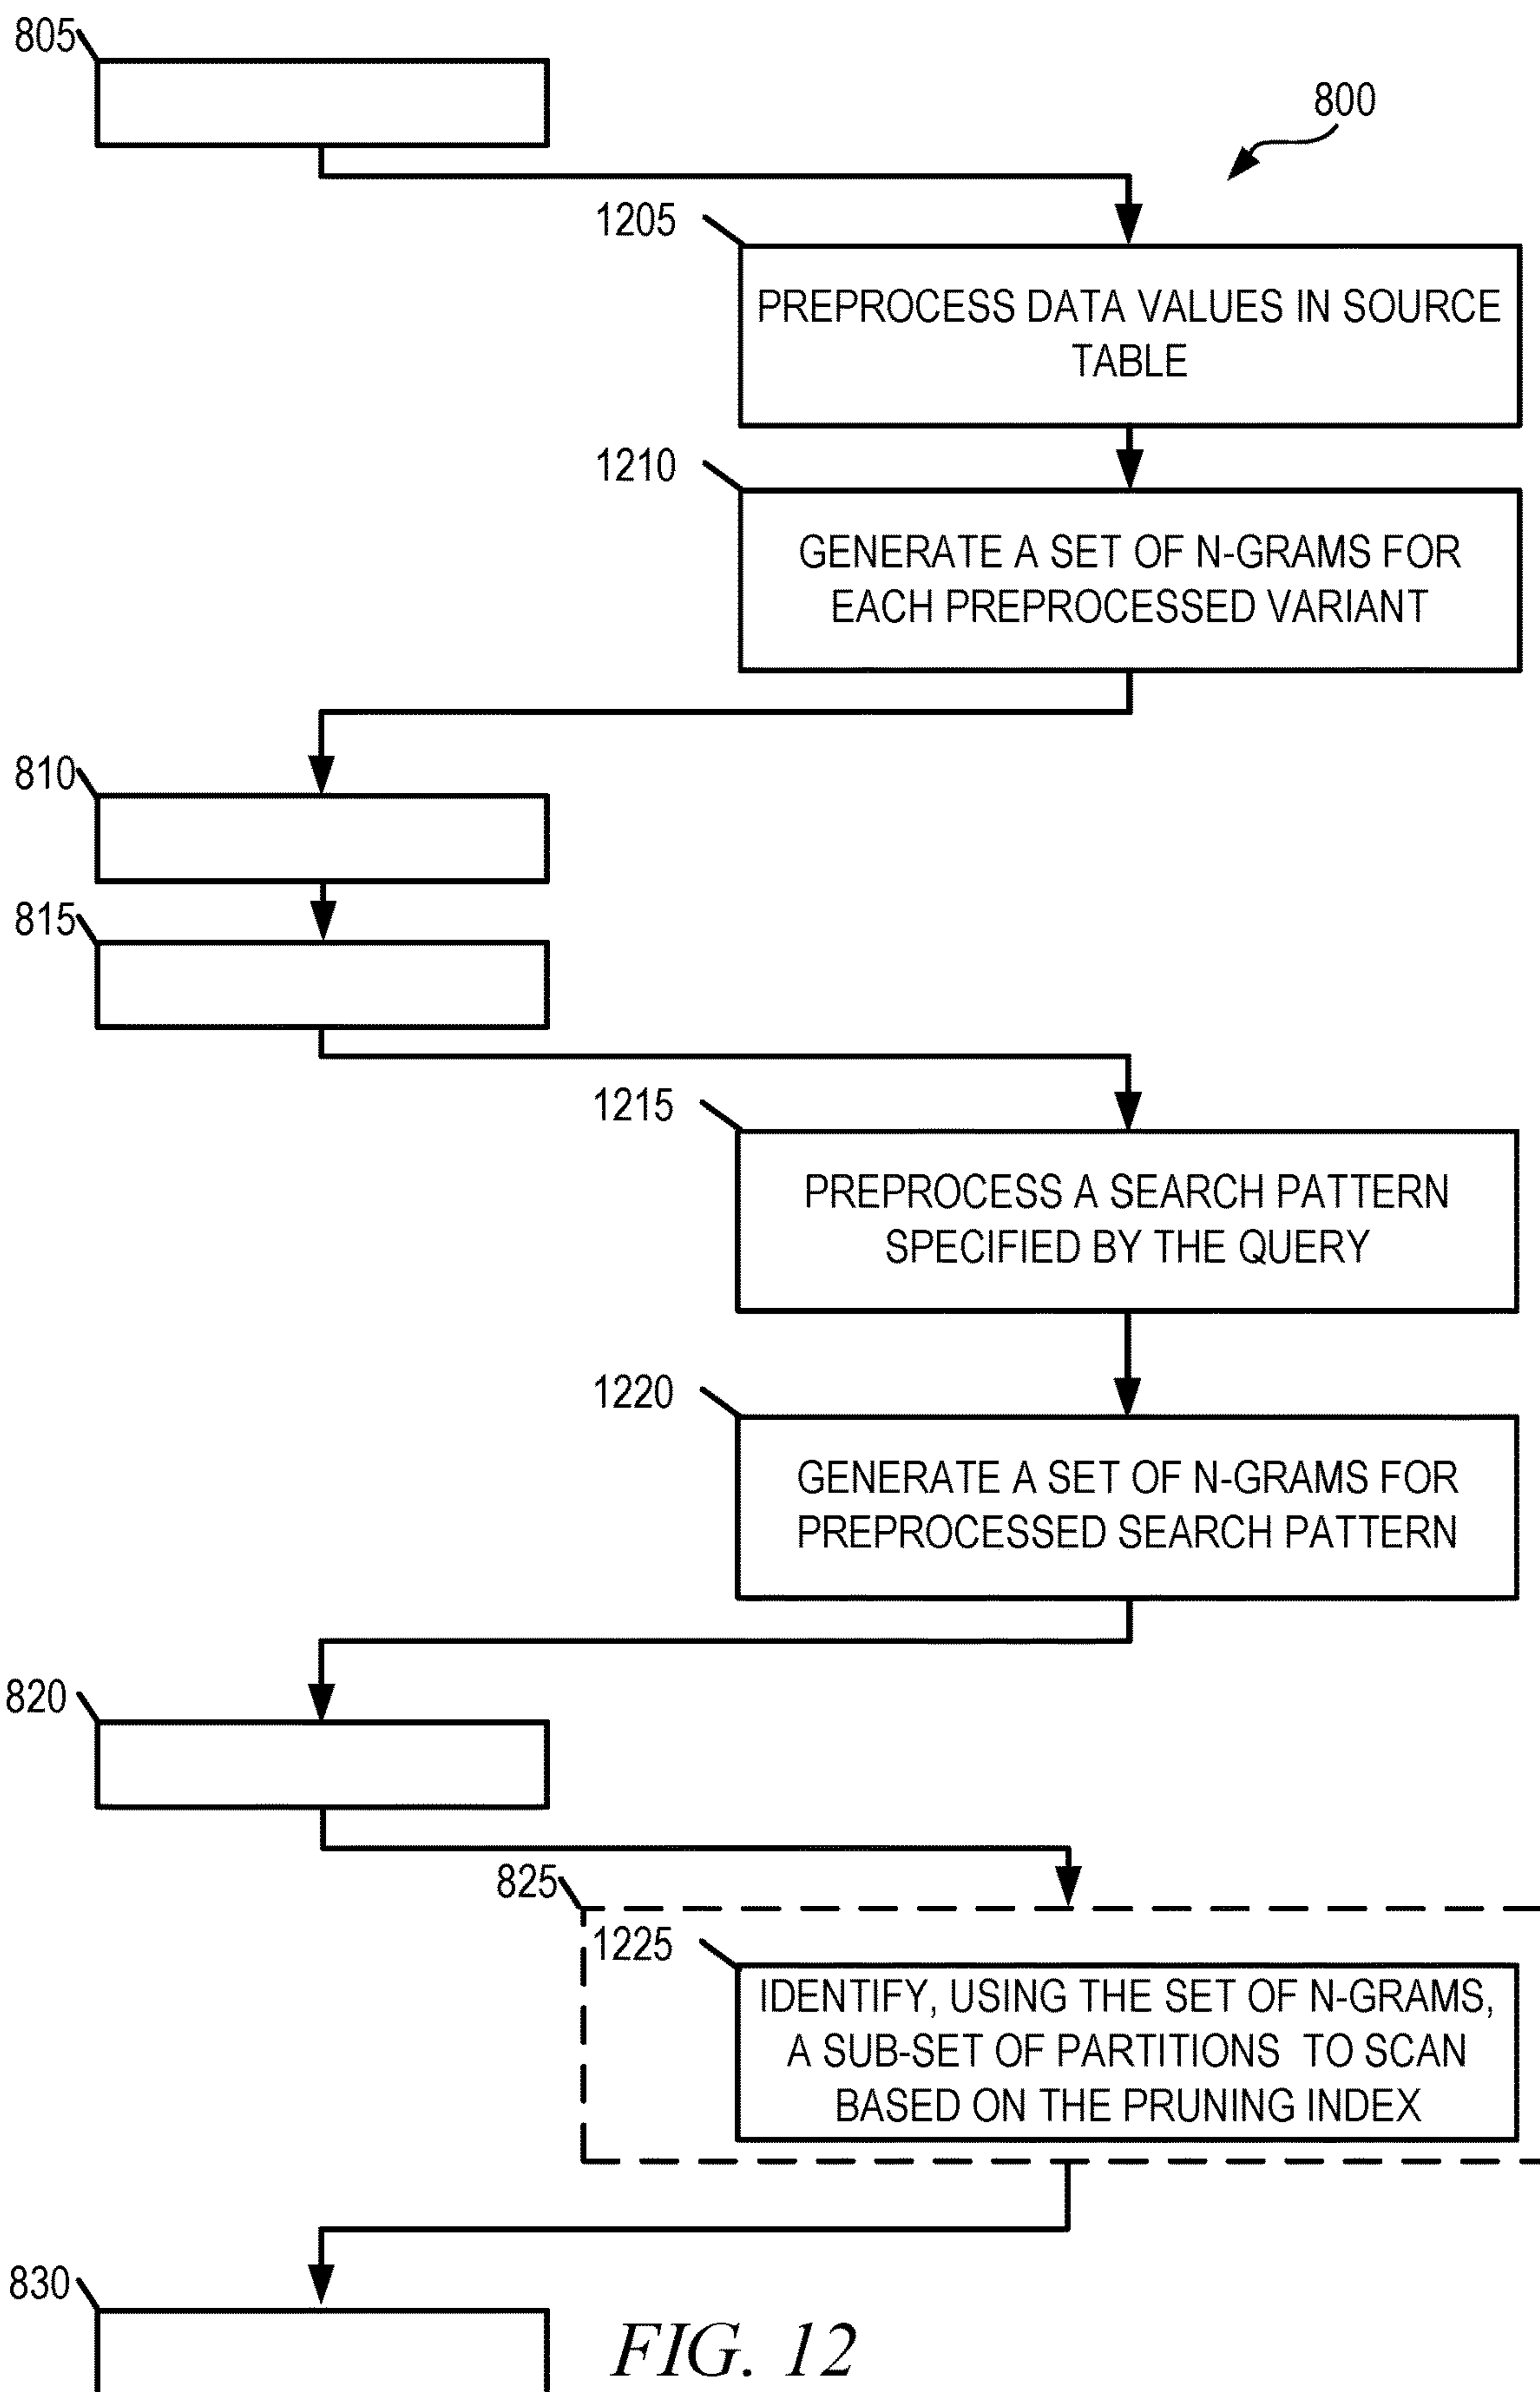 805
800
1205
PREPROCESS DATA VALUES IN SOURCE
TABLE
1210
GENERATE A SET OF N-GRAMS FOR
EACH PREPROCESSED VARIANT
810
815
1215
PREPROCESS A SEARCH PATTERN
SPECIFIED BY THE QUERY
1220
GENERATE A SET OF N-GRAMS FOR
PREPROCESSED SEARCH PATTERN
820
825
1225
IDENTIFY, USING THE SET OF N-GRAMS,
A SUB-SET OF PARTITIONS TO SCAN
BASED ON THE PRUNING INDEX
830
FIG. 12